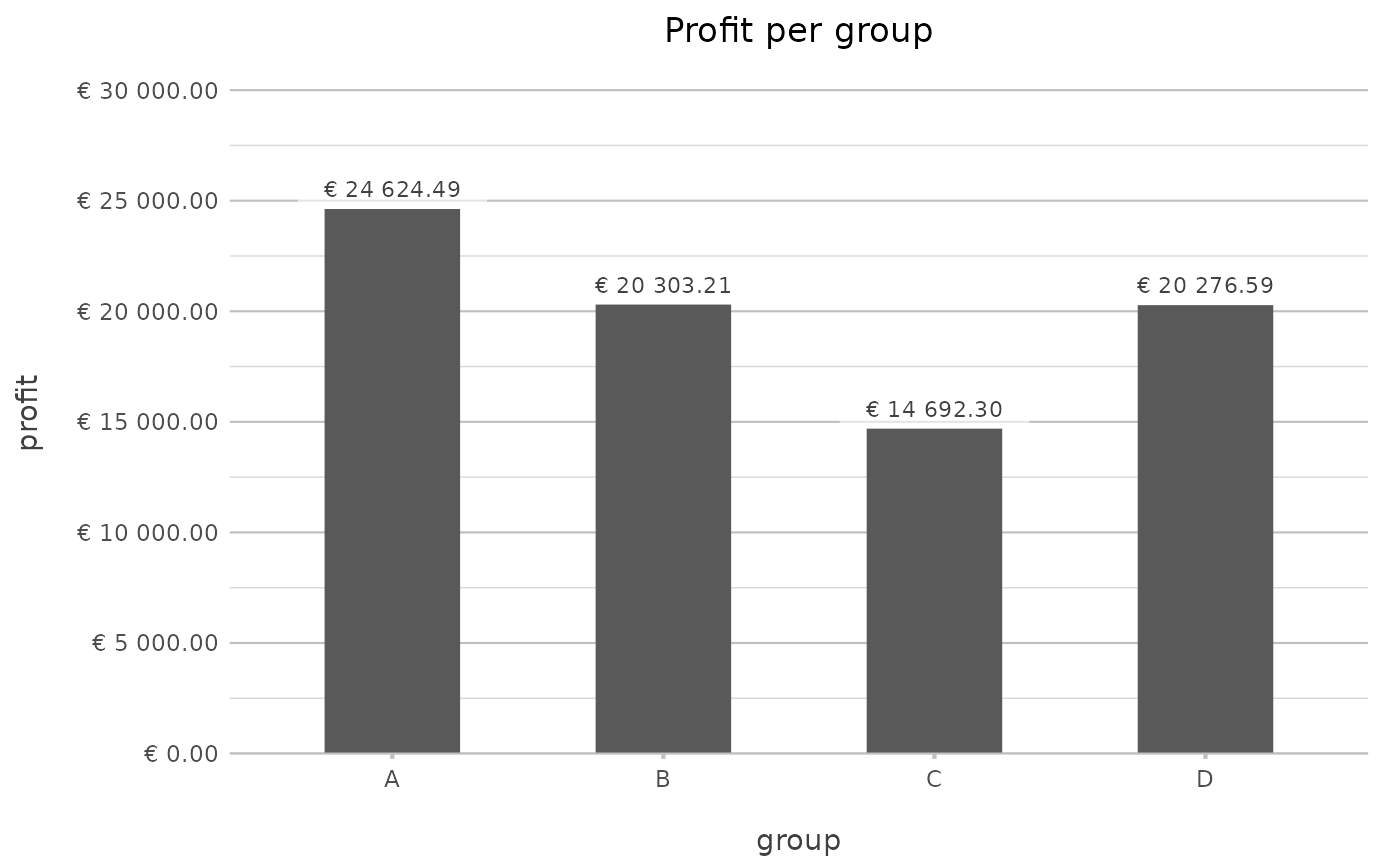 Profit per group
€ 30 000.00
€ 25 000.00
€ 20 000.00
€ 15 000.00
€ 10 000.00
€ 5 000.00
€ 0.00
profit
€ 24 624.49
€ 20 303.21
€ 14 692.30
€ 20 276.59
A
B
C
D
group